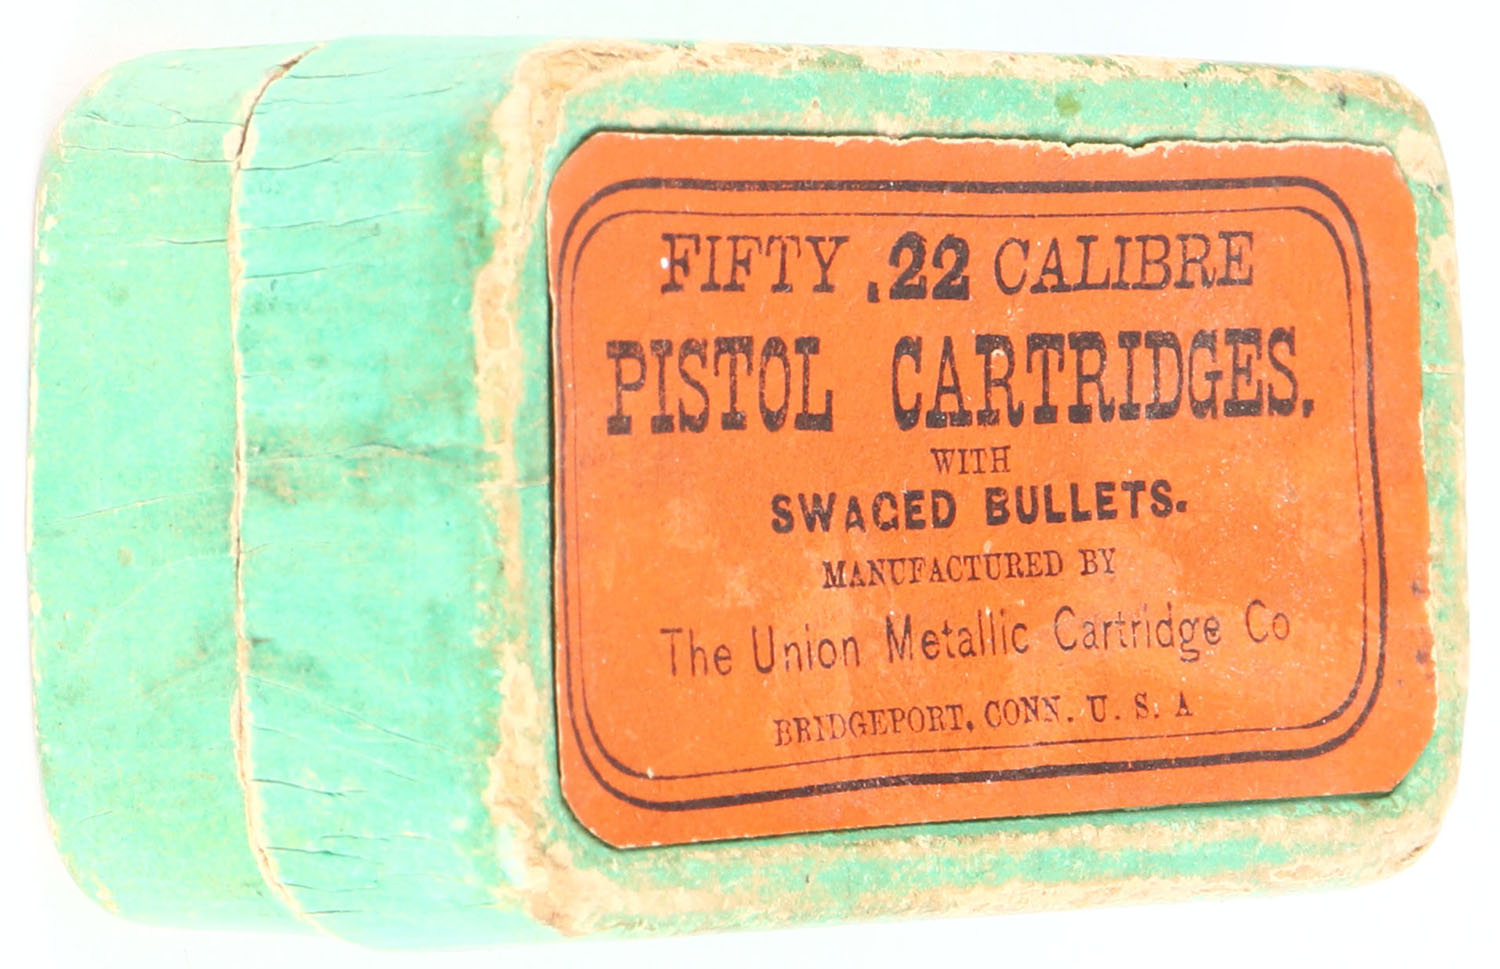 FIFTY .22 CALIBRE
PISTOL CARTRIDGES.
WITH
SWAGED BULLETS.
MANUFACTURED BY
The Union Metallic Cartridge Co
BRIDGEPORT, CONN. U. S. A